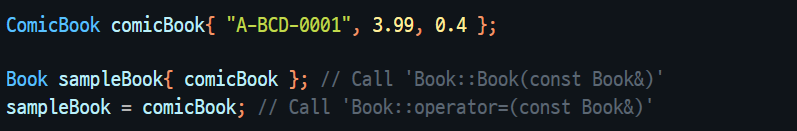 ComicBook comicBook{ "A-BCD-0001", 3.99, 0.4 };
Book sampleBook{ comicBook }; // Call 'Book::Book(const Book&)'
sampleBook = comicBook; // Call 'Book::operator=(const Book&)'